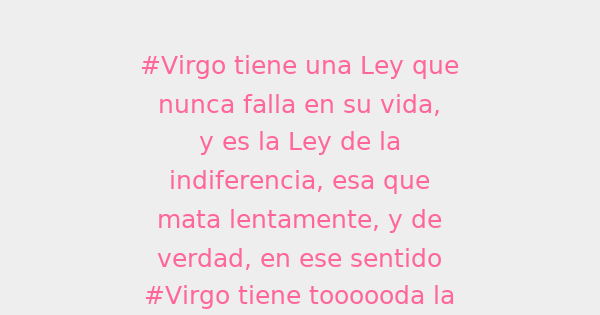 #Virgo tiene una Ley que
nunca falla en su vida,
y es la Ley de la
indiferencia, esa que
mata lentamente, y de
verdad, en ese sentido
#Virgo tiene toooooda la